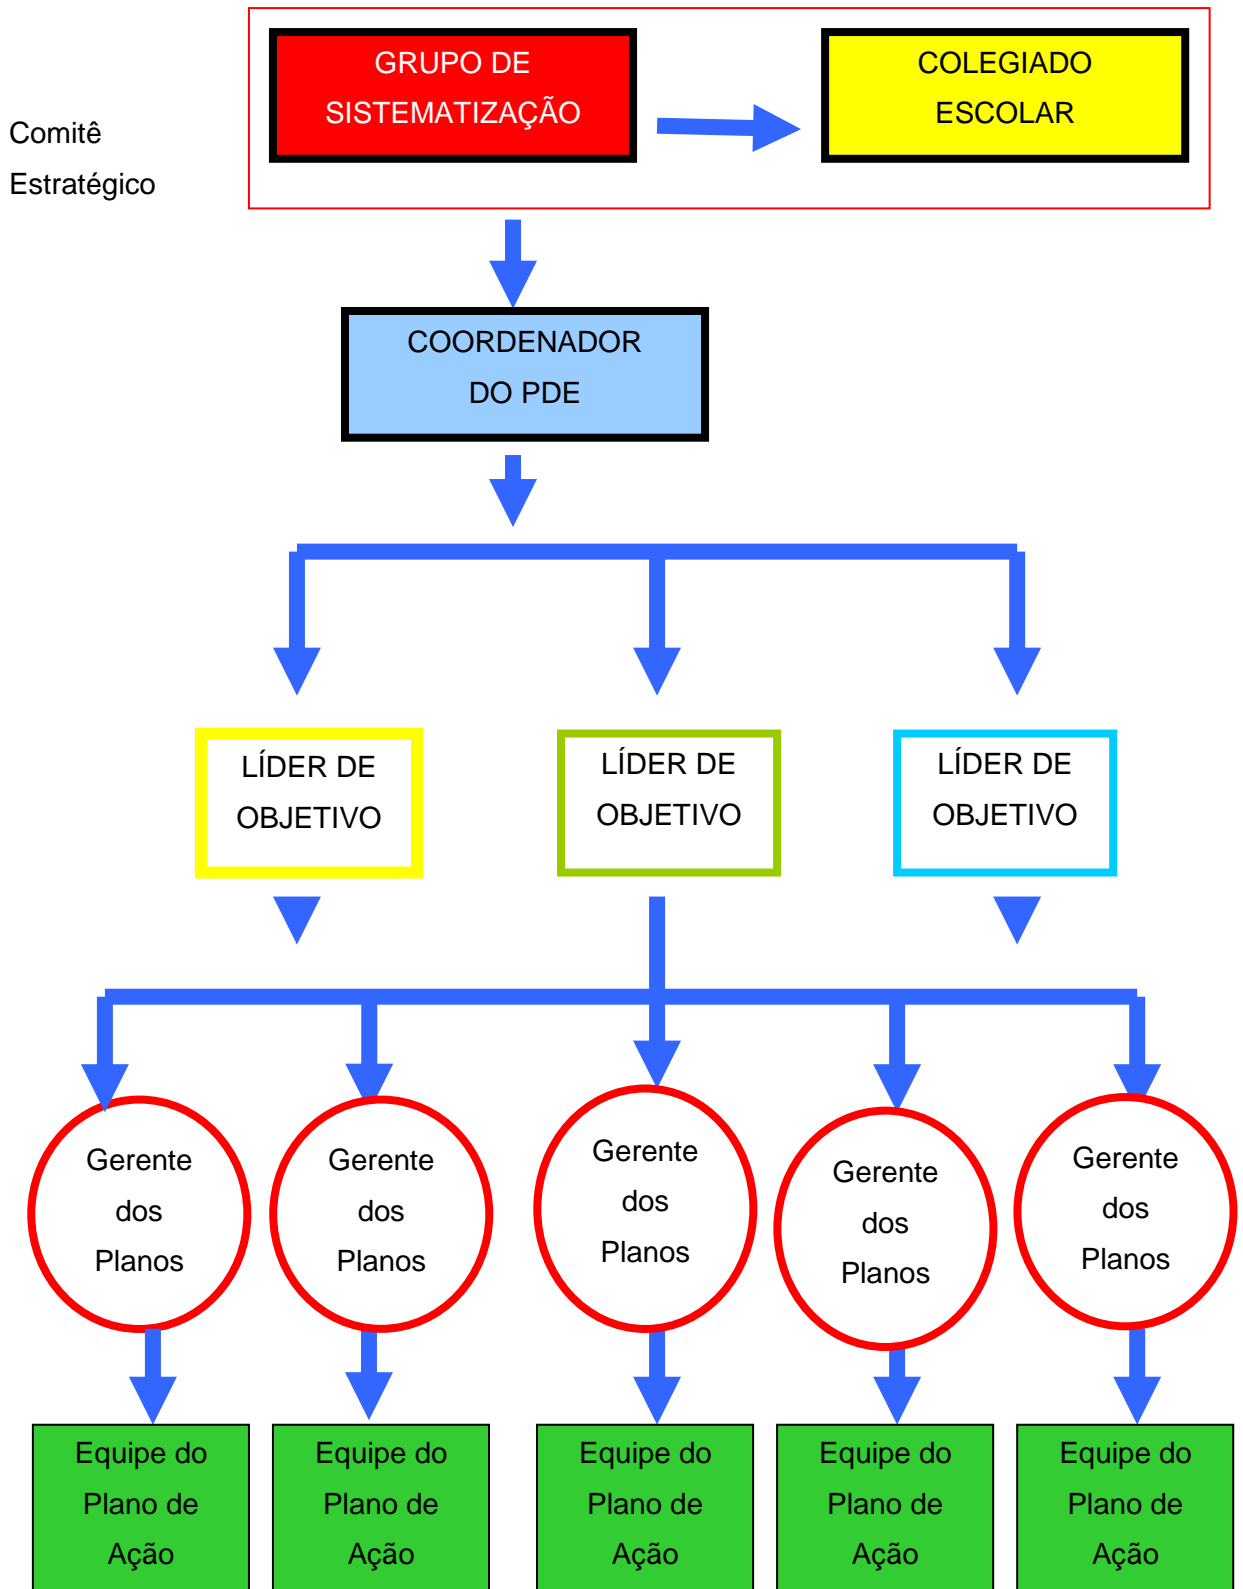 Comitê
Estratégico
GRUPO DE
SISTEMATIZAÇÃO
COLEGIADO
ESCOLAR
COORDENADOR
DO PDE
LÍDER DE
OBJETIVO
LÍDER DE
OBJETIVO
LÍDER DE
OBJETIVO
Gerente
dos
Planos
Gerente
dos
Planos
Gerente
dos
Planos
Gerente
dos
Planos
Gerente
dos
Planos
Equipe do
Plano de
Ação
Equipe do
Plano de
Ação
Equipe do
Plano de
Ação
Equipe do
Plano de
Ação
Equipe do
Plano de
Ação